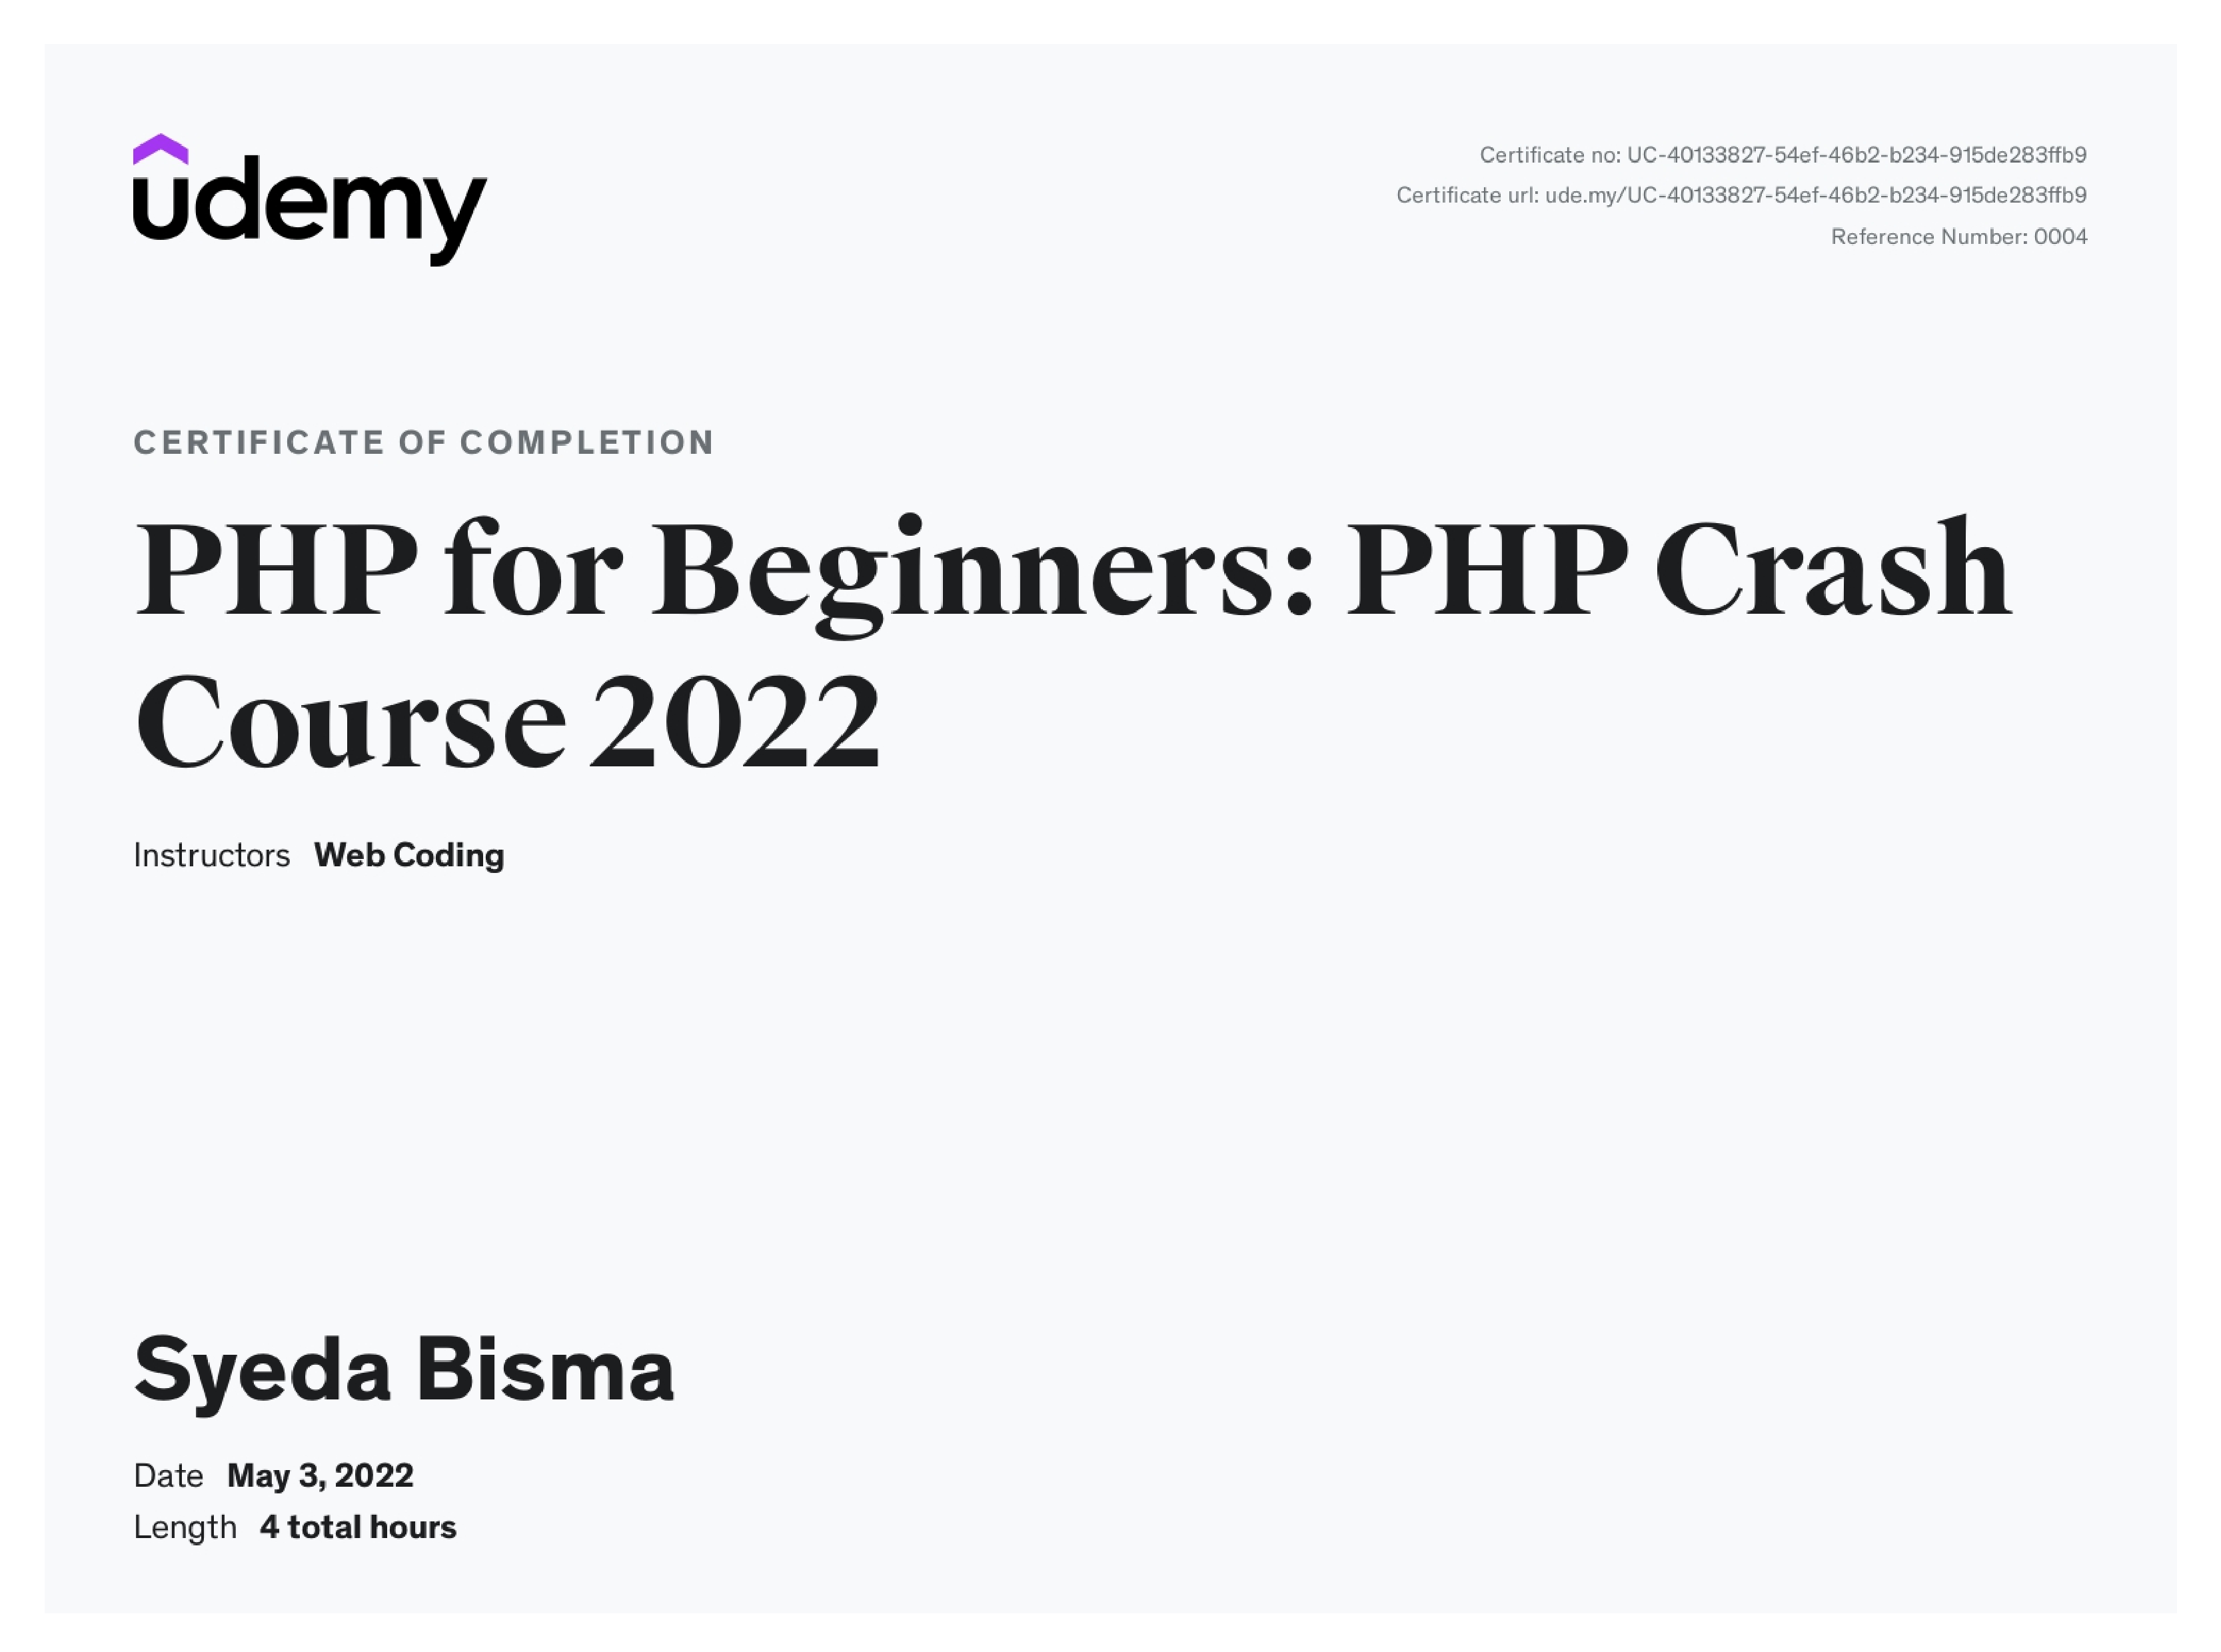 udemy
Certificate no: UC-40133827-54ef-46b2-b234-915de283ffb9
Certificate url: ude.my/UC-40133827-54ef-46b2-b234-915de283ffb9
Reference Number: 0004
CERTIFICATE OF COMPLETION
PHP for Beginners: PHP Crash
Course 2022
Instructors Web Coding
Syeda Bisma
Date May 3, 2022
Length 4 total hours